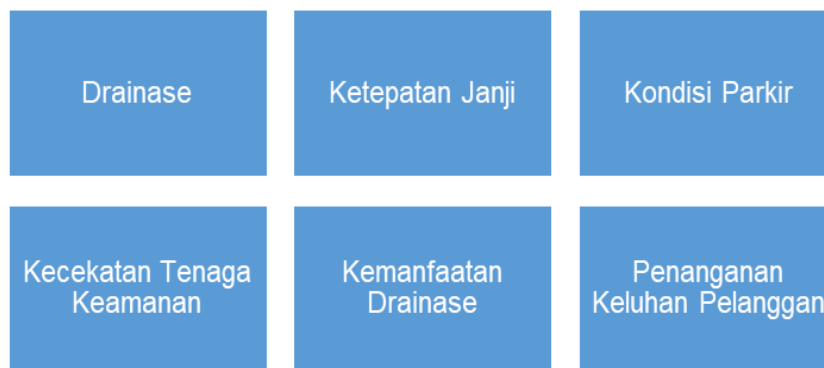 Drainase
Ketepatan Janji
Kondisi Parkir
Kecekatan Tenaga
Keamanan
Kemanfaatan
Drainase
Penanganan
Keluhan Pelanggan